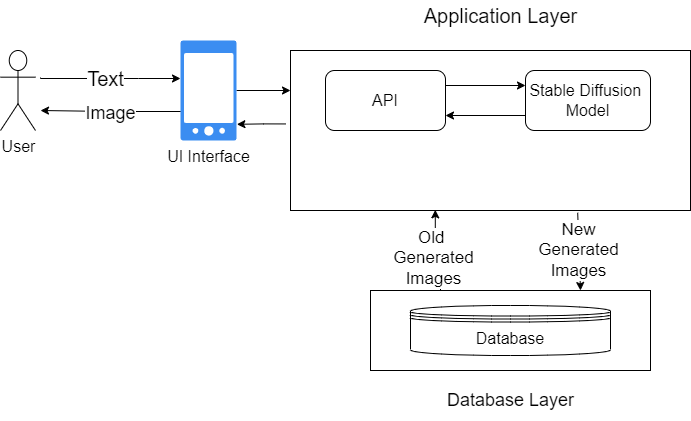 Application Layer
Text
Image
User
UI Interface
API
Stable Diffusion
Model
Old
Generated
Images
New
Generated
Images
Database
Database Layer